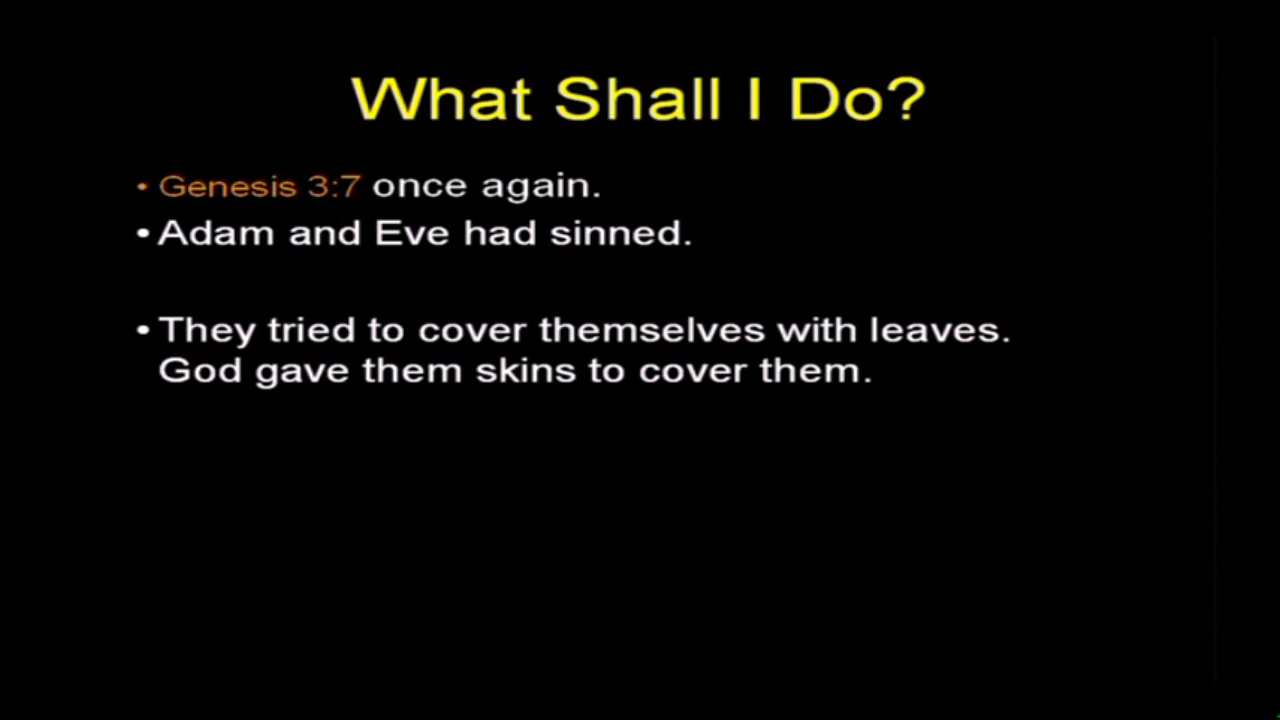 What Shall I Do?
• Genesis 3:7 once again.
• Adam and Eve had sinned.
• They tried to cover themselves with leaves.
God gave them skins to cover them.